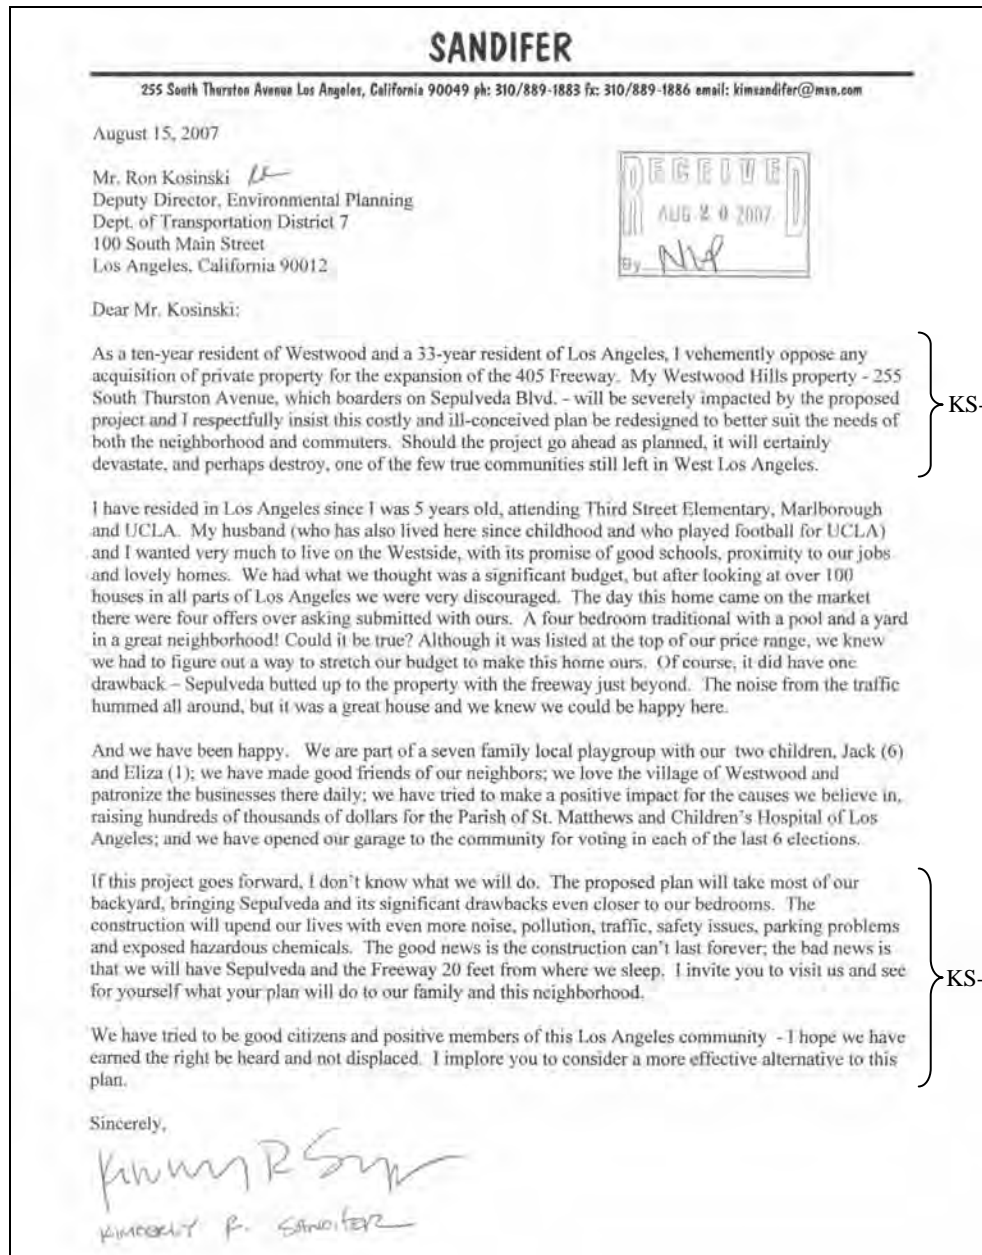 SANDIFER
255 South Thurston Avenue Los Angeles, California 90049 ph: 310/889-1883 fx: 310/889-1886 email: kimsandifer@msn.com
August 15, 2007
Mr. Ron Kosinski
Deputy Director, Environmental Planning
Dept. of Transportation District 7
100 South Main Street
Los Angeles, California 90012
RECEIVED
AUG 20 2007
By
Dear Mr. Kosinski:
As a ten-year resident of Westwood and a 33-year resident of Los Angeles, I vehemently oppose any
acquisition of private property for the expansion of the 405 Freeway. My Westwood Hills property - 255
South Thurston Avenue, which boarders on Sepulveda Blvd. - will be severely impacted by the proposed
project and I respectfully insist this costly and ill-conceived plan be redesigned to better suit the needs of
both the neighborhood and commuters. Should the project go ahead as planned, it will certainly
devastate, and perhaps destroy, one of the few true communities still left in West Los Angeles.
KS-
I have resided in Los Angeles since I was 5 years old, attending Third Street Elementary, Marlborough
and UCLA. My husband (who has also lived here since childhood and who played football for UCLA)
and I wanted very much to live on the Westside, with its promise of good schools, proximity to our jobs
and lovely homes. We had what we thought was a significant budget, but after looking at over 100
houses in all parts of Los Angeles we were very discouraged. The day this home came on the market
there were four offers over asking submitted with ours. A four bedroom traditional with a pool and a yard
in a great neighborhood! Could it be true? Although it was listed at the top of our price range, we knew
we had to figure out a way to stretch our budget to make this home ours. Of course, it did have one
drawback – Sepulveda butted up to the property with the freeway just beyond. The noise from the traffic
hummed all around, but it was a great house and we knew we could be happy here.
And we have been happy. We are part of a seven family local playgroup with our two children, Jack (6)
and Eliza (1); we have made good friends of our neighbors; we love the village of Westwood and
patronize the businesses there daily; we have tried to make a positive impact for the causes we believe in,
raising hundreds of thousands of dollars for the Parish of St. Matthews and Children's Hospital of Los
Angeles; and we have opened our garage to the community for voting in each of the last 6 elections.
If this project goes forward, I don't know what we will do. The proposed plan will take most of our
backyard, bringing Sepulveda and its significant drawbacks even closer to our bedrooms. The
construction will upend our lives with even more noise, pollution, traffic, safety issues, parking problems
and exposed hazardous chemicals. The good news is the construction can't last forever; the bad news is
that we will have Sepulveda and the Freeway 20 feet from where we sleep. I invite you to visit us and see
for yourself what your plan will do to our family and this neighborhood.
KS-
We have tried to be good citizens and positive members of this Los Angeles community - I hope we have
earned the right be heard and not displaced. I implore you to consider a more effective alternative to this
plan.
Sincerely,
KIMBERLY R. SANDIFER